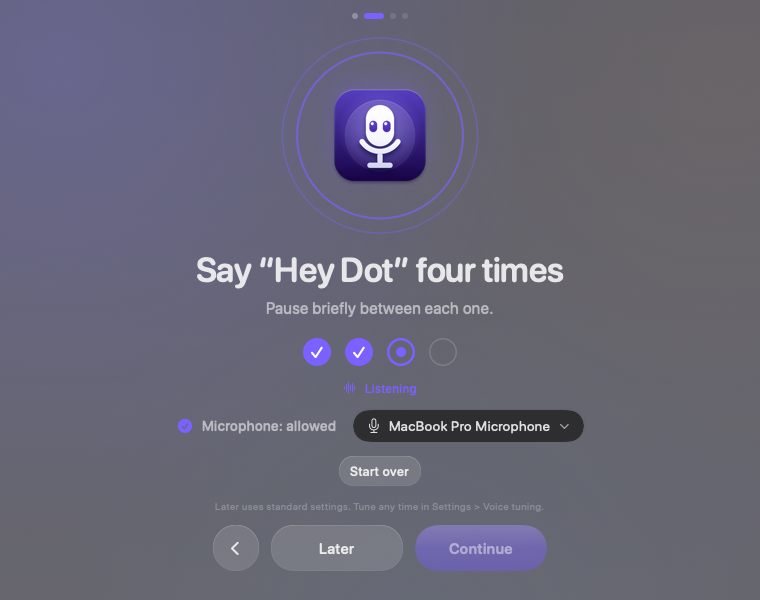 Say “Hey Dot” four times
Pause briefly between each one.
Listening
Microphone: allowed
MacBook Pro Microphone
Start over
Later uses standard settings. Tune any time in Settings > Voice tuning.
Later
Continue